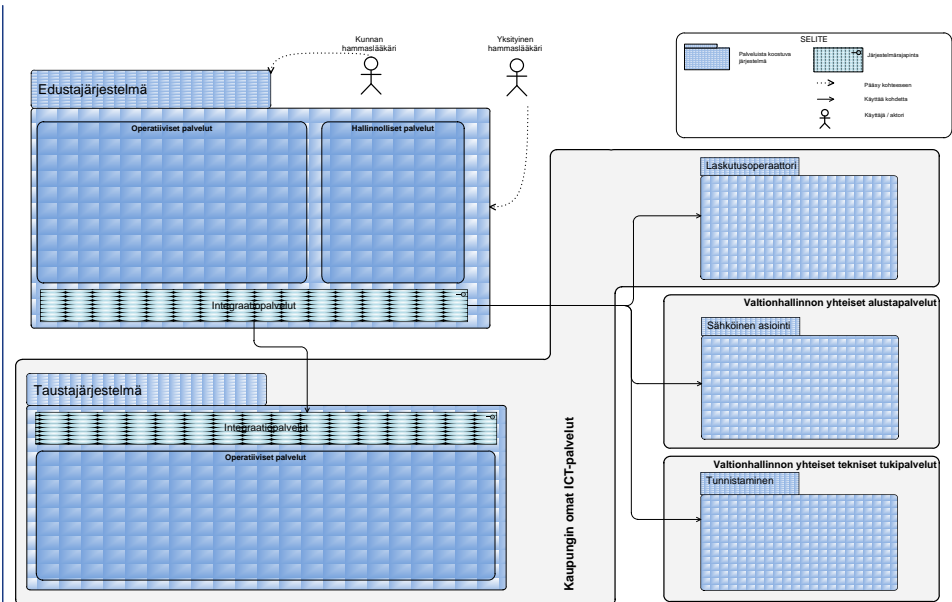 Kunnan
hammaslääkäri
Yksityinen
hammaslääkäri
SELITE
Palveluista koostuva
järjestelmä
Järjestelmärajapinta
Pääsy kohteeseen
Käyttää kohdetta
Käyttäjä / aktori
Edustajärjestelmä
Operatiiviset palvelut
Hallinnolliset palvelut
Integraatiopalvelut
Laskutusoperaattori
Valtionhallinnon yhteiset alustapalvelut
Sähköinen asiointi
Taustajärjestelmä
Integraatiopalvelut
Operatiiviset palvelut
Kaupungin omat ICT-palvelut
Valtionhallinnon yhteiset tekniset tukipalvelut
Tunnistaminen